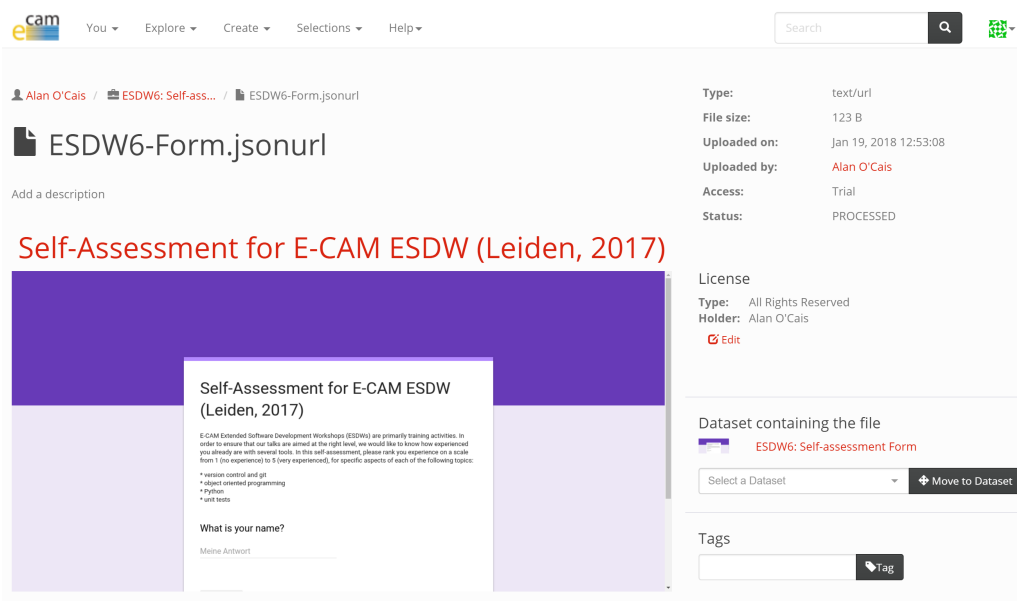 e cam
You
Explore
Create
Selections
Help
Search
Alan O'Cais / ESDW6: Self-ass... / ESDW6-Form.jsonurl
ESDW6-Form.jsonurl
Add a description
Self-Assessment for E-CAM ESDW (Leiden, 2017)
Self-Assessment for E-CAM ESDW
(Leiden, 2017)
E-CAM Extended Software Development Workshops (ESDWs) are primarily training activities. In
order to ensure that our talks are aimed at the right level, we would like to know how experienced
you already are with several tools. In this self-assessment, please rank you experience on a scale
from 1 (no experience) to 5 (very experienced), for specific aspects of each of the following topics:
* version control and git
* object oriented programming
* Python
* unit tests
What is your name?
Meine Antwort
Type: text/url
File size: 123 B
Uploaded on: Jan 19, 2018 12:53:08
Uploaded by: Alan O'Cais
Access: Trial
Status: PROCESSED
License
Type: All Rights Reserved
Holder: Alan O'Cais
Edit
Dataset containing the file
ESDW6: Self-assessment Form
Select a Dataset
Move to Dataset
Tags
Tag